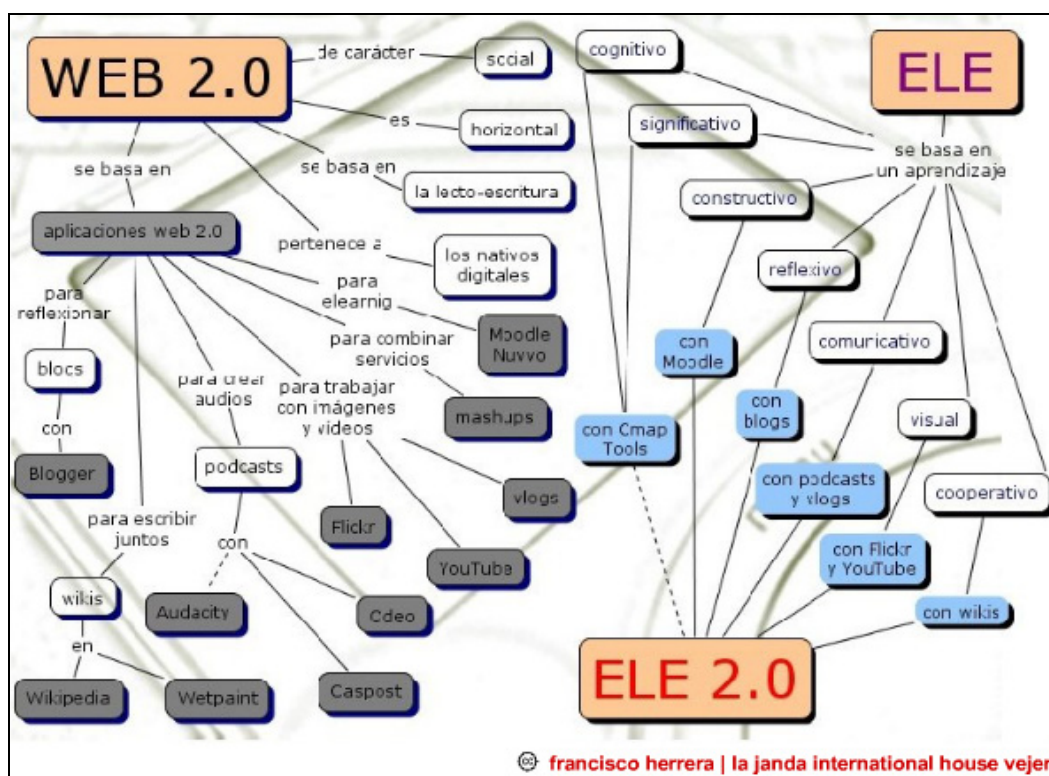 WEB 2.0
de carácter
sccial
cognitivo
ELE
es
horizontal
significativo
se basa en
un aprendizaje
se basa en
se basa en
la lecto-escritura
constructivo
aplicaciones web 2.0
pertenece a
los nativos
digitales
reflexivo
para
reflexionar
para
elearnig
Moodle
Nuvvo
con
Moodle
comunicativo
blocs
para combinar
servicios
para crear
audios
para trabajar
con imágenes
y videos
mashups
con
blogs
visual
con
con Cmap
Tools
Blogger
podcasts
vlogs
con podcasts
y vlogs
cooperativo
para escribir
juntos
Flickr
con
YouTube
con Flickr
y YouTube
wikis
Audacity
Cdeo
con wikis
en
Wikipedia
Wetpaint
Caspost
ELE 2.0
francisco herrera | la janda international house vejer